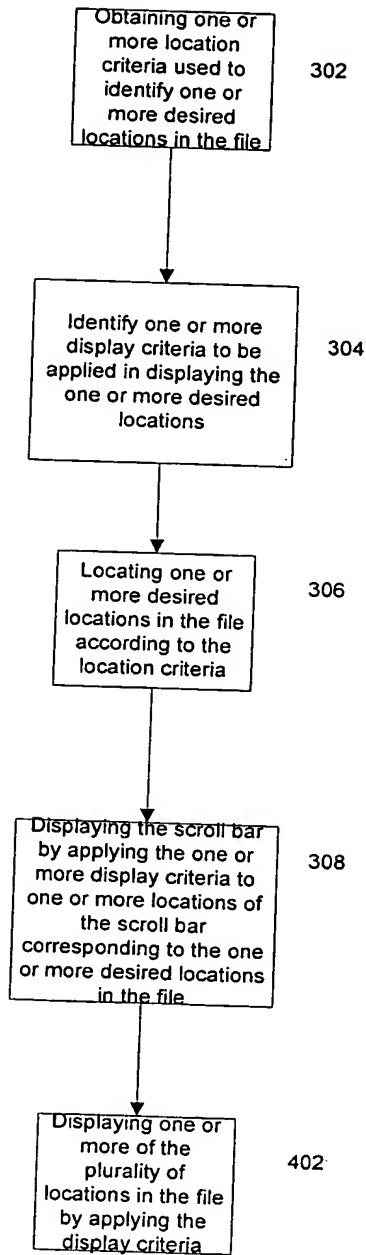 Obtaining one or
more location
criteria used to
identify one or
more desired
locations in the file
302
Identify one or more
display criteria to be
applied in displaying the
one or more desired
locations
304
Locating one or
more desired
locations in the file
according to the
location criteria
306
Displaying the scroll bar
by applying the one or
more display criteria to
one or more locations of
the scroll bar
corresponding to the one
or more desired locations
in the file
308
Displaying one or
more of the
plurality of
locations in the file
by applying the
display criteria
402